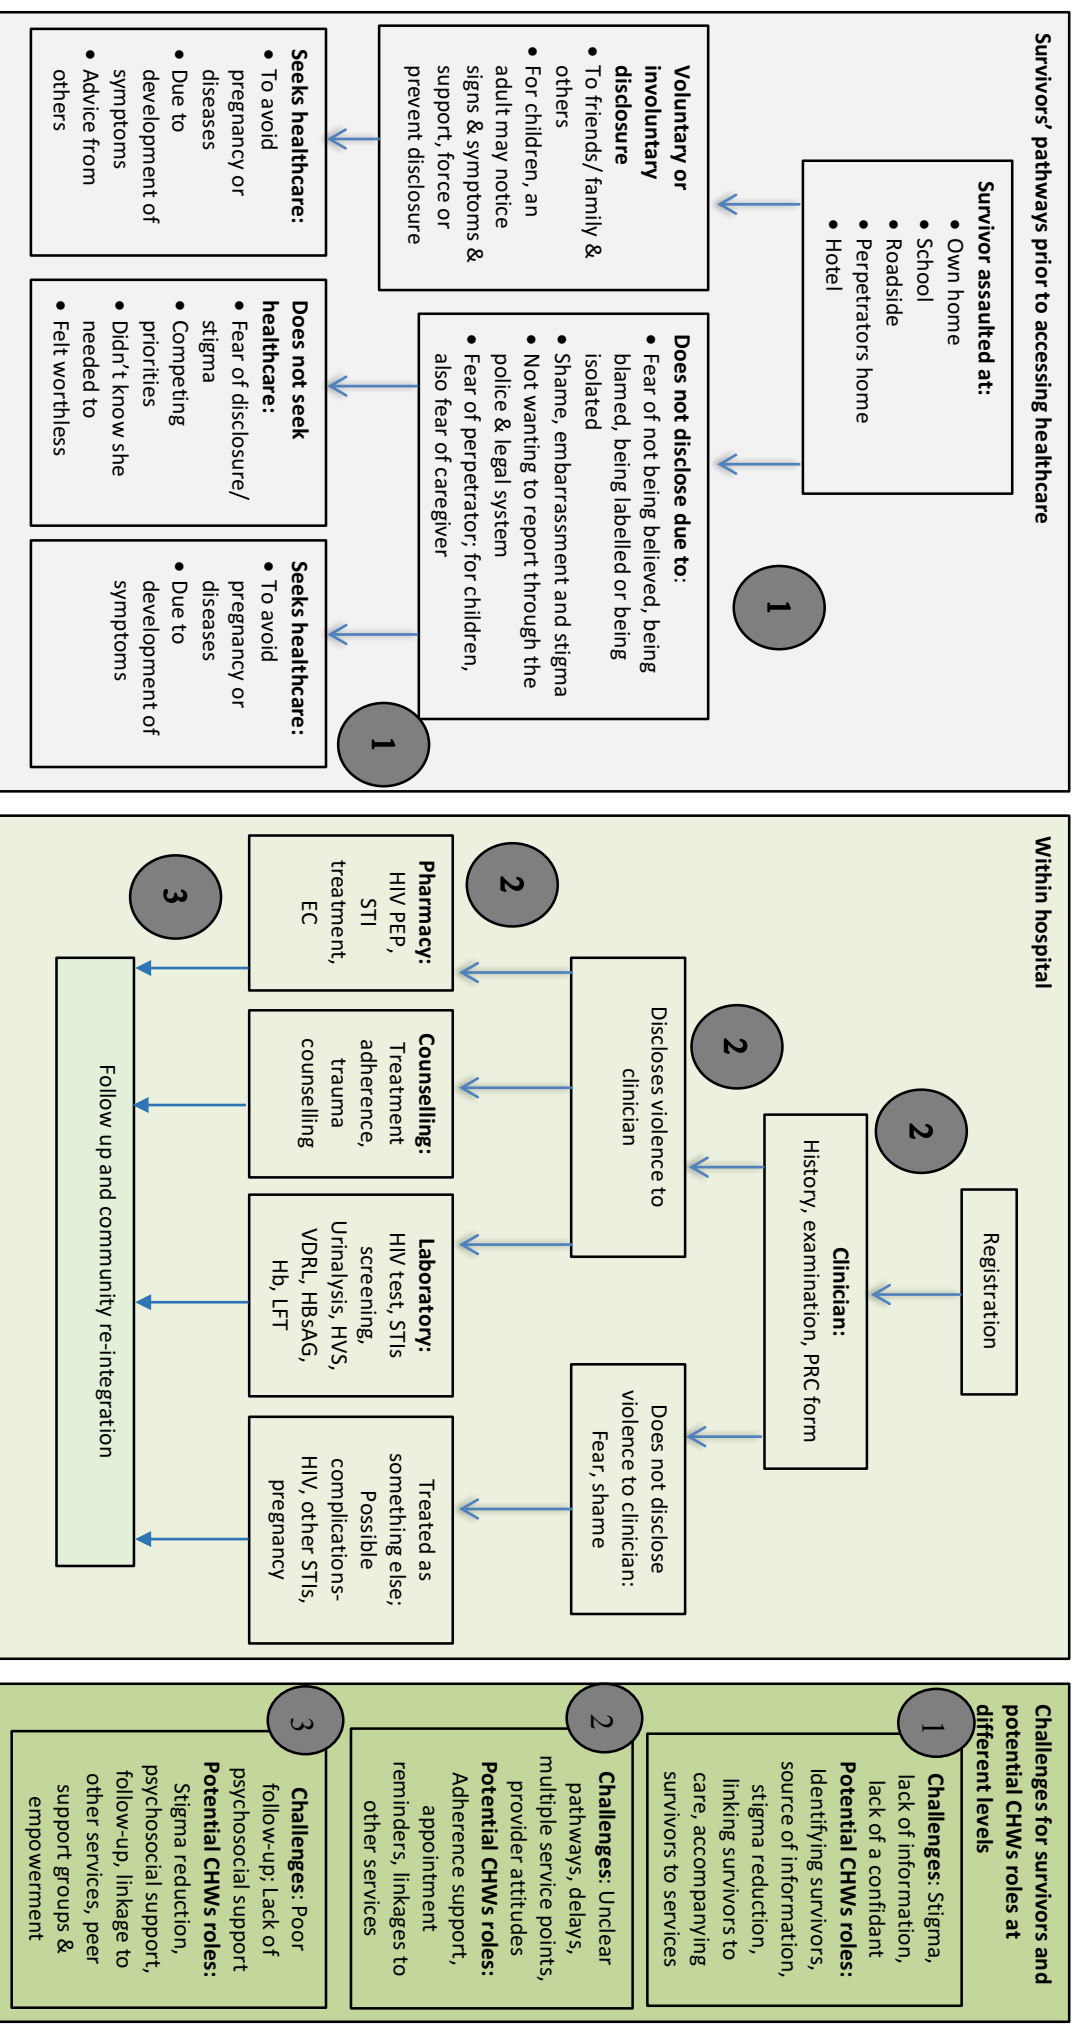 Survivors’ pathways prior to accessing healthcare
Survivor assaulted at:
• Own home
• School
• Roadside
• Perpetrators home
• Hotel
1
Voluntary or
involuntary
disclosure
• To friends/ family &
others
• For children, an
adult may notice
signs & symptoms &
support, force or
prevent disclosure
Does not disclose due to:
• Fear of not being believed, being
blamed, being labelled or being
isolated
• Shame, embarrassment and stigma
• Not wanting to report through the
police & legal system
• Fear of perpetrator; for children,
also fear of caregiver
1
Seeks healthcare:
• To avoid
pregnancy or
diseases
• Due to
development of
symptoms
• Advice from
others
Does not seek
healthcare:
• Fear of disclosure/
stigma
• Competing
priorities
• Didn’t know she
needed to
• Felt worthless
Seeks healthcare:
• To avoid
pregnancy or
diseases
• Due to
development of
symptoms
Within hospital
Registration
2
Clinician:
History, examination, PRC form
2
Discloses violence to
clinician
Does not disclose
violence to clinician:
Fear, shame
2
Pharmacy:
HIV PEP,
STI
treatment,
EC
Counselling:
Treatment
adherence,
trauma
counselling
Laboratory:
HIV test, STIs
screening,
Urinalysis, HVS,
VDRL, HBsAG,
Hb, LFT
Treated as
something else;
Possible
complications-
HIV, other STIs,
pregnancy
3
Follow up and community re-integration
Challenges for survivors and
potential CHWs roles at
different levels
1
Challenges: Stigma,
lack of information,
lack of a confidant
Potential CHWs roles:
Identifying survivors,
source of information,
stigma reduction,
linking survivors to
care, accompanying
survivors to services
2
Challenges: Unclear
pathways, delays,
multiple service points,
provider attitudes
Potential CHWs roles:
Adherence support,
appointment
reminders, linkages to
other services
3
Challenges: Poor
follow-up; Lack of
psychosocial support
Potential CHWs roles:
Stigma reduction,
psychosocial support,
follow-up, linkage to
other services, peer
support groups &
empowerment